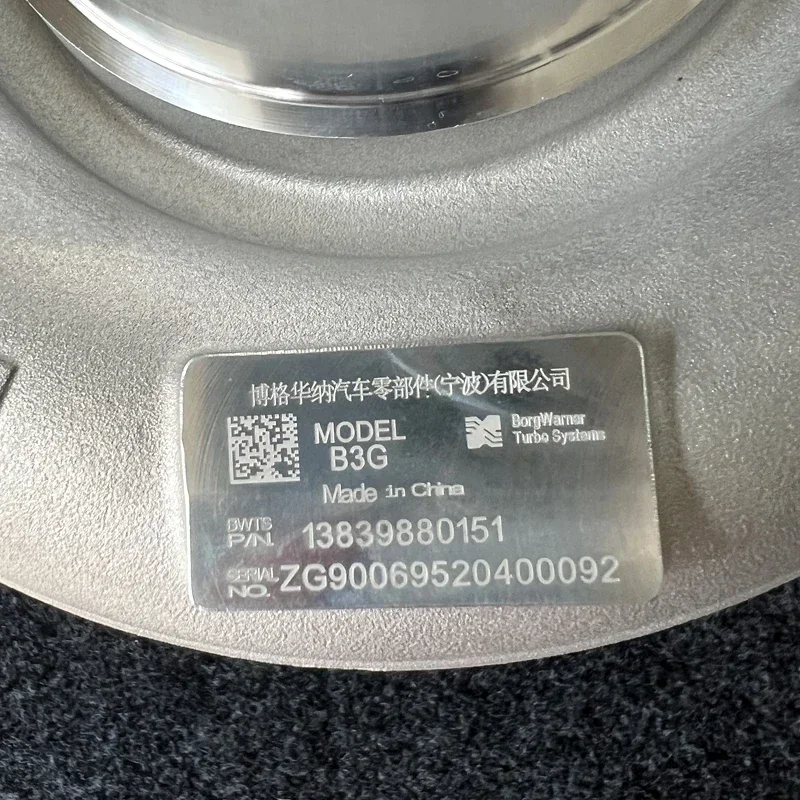 博格华纳汽车零部件(宁波)有限公司
MODEL
B3G
BorgWarner
Turbo Systems
Made in China
BWTS
P/N. 13839880151
SERIAL
NO. ZG90069520400092